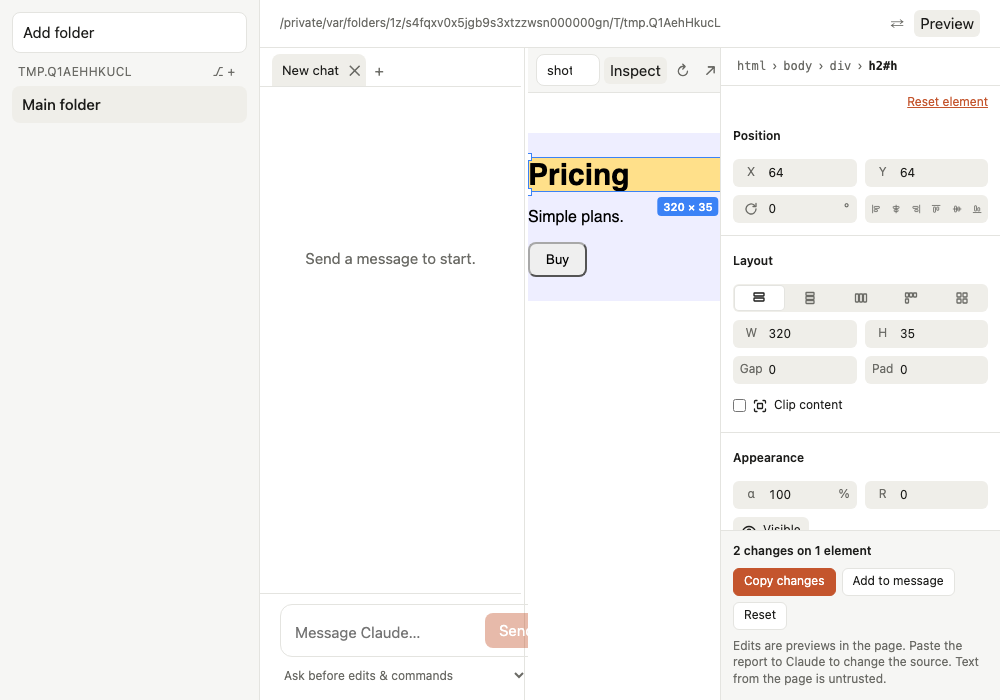 Add folder
TMP.Q1AEHHKUCL
Main folder
/private/var/folders/1z/s4fqxv0x5jgb9s3xtzzwsn000000gn/T/tmp.Q1AehHkucL
Preview
New chat
Send a message to start.
Message Claude...
Send
Ask before edits & commands
shot
Inspect
Pricing
320 × 35
Simple plans.
Buy
html › body › div › h2#h
Reset element
Position
X 64 Y 64
0 °
Layout
W 320 H 35
Gap 0 Pad 0
Clip content
Appearance
α 100 % R 0
Visible
2 changes on 1 element
Copy changes Add to message
Reset
Edits are previews in the page. Paste the
report to Claude to change the source. Text
from the page is untrusted.